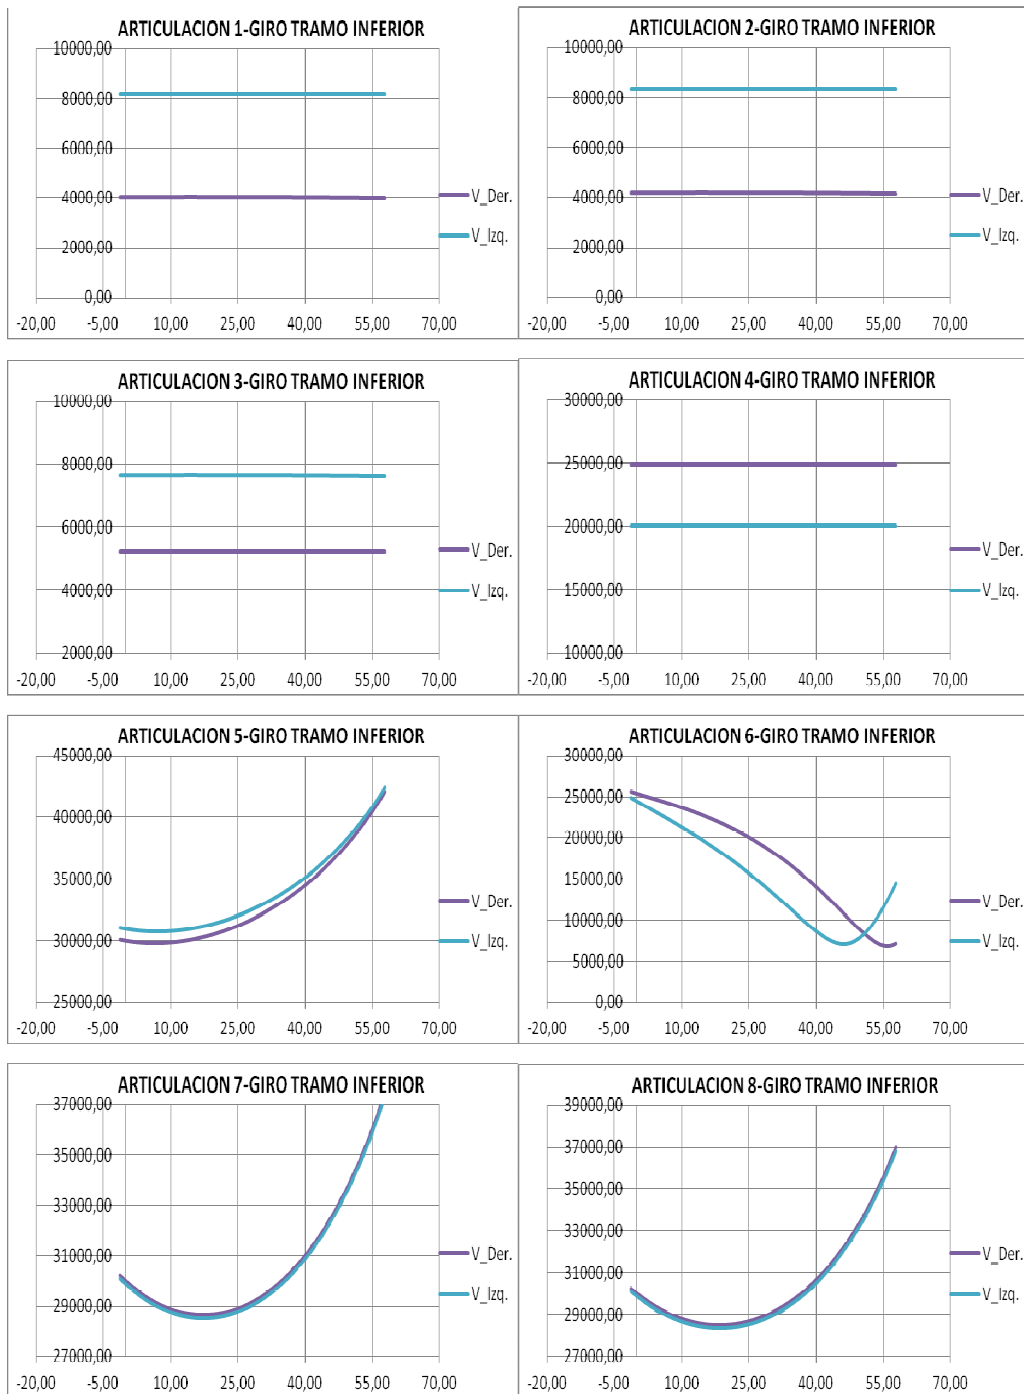 ARTICULACION 1-GIRO TRAMO INFERIOR
10000,00
8000,00
6000,00
4000,00
2000,00
0,00
-20,00 -5,00 10,00 25,00 40,00 55,00 70,00
V_Der.
V_Izq.
ARTICULACION 2-GIRO TRAMO INFERIOR
10000,00
8000,00
6000,00
4000,00
2000,00
0,00
-20,00 -5,00 10,00 25,00 40,00 55,00 70,00
V_Der.
V_Izq.
ARTICULACION 3-GIRO TRAMO INFERIOR
10000,00
8000,00
6000,00
4000,00
2000,00
-20,00 -5,00 10,00 25,00 40,00 55,00 70,00
V_Der.
V_Izq.
ARTICULACION 4-GIRO TRAMO INFERIOR
30000,00
25000,00
20000,00
15000,00
10000,00
-20,00 -5,00 10,00 25,00 40,00 55,00 70,00
V_Der.
V_Izq.
ARTICULACION 5-GIRO TRAMO INFERIOR
45000,00
40000,00
35000,00
30000,00
25000,00
-20,00 -5,00 10,00 25,00 40,00 55,00 70,00
V_Der.
V_Izq.
ARTICULACION 6-GIRO TRAMO INFERIOR
30000,00
25000,00
20000,00
15000,00
10000,00
5000,00
0,00
-20,00 -5,00 10,00 25,00 40,00 55,00 70,00
V_Der.
V_Izq.
ARTICULACION 7-GIRO TRAMO INFERIOR
37000,00
35000,00
33000,00
31000,00
29000,00
27000,00
-20,00 -5,00 10,00 25,00 40,00 55,00 70,00
V_Der.
V_Izq.
ARTICULACION 8-GIRO TRAMO INFERIOR
39000,00
37000,00
35000,00
33000,00
31000,00
29000,00
27000,00
-20,00 -5,00 10,00 25,00 40,00 55,00 70,00
V_Der.
V_Izq.